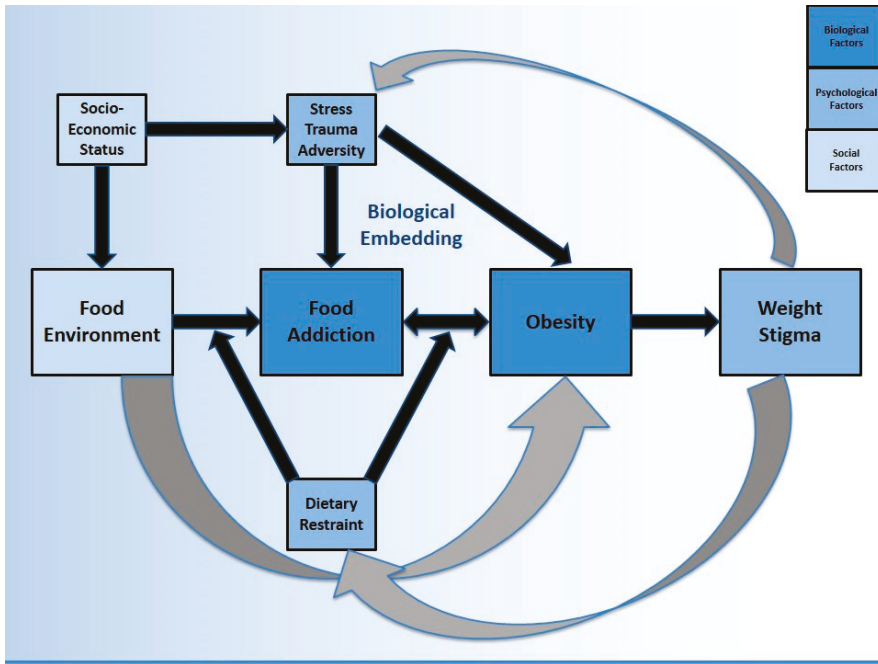 Biological
Factors
Psychological
Factors
Social
Factors
Socio-
Economic
Status
Stress
Trauma
Adversity
Biological
Embedding
Food
Environment
Food
Addiction
Obesity
Weight
Stigma
Dietary
Restraint